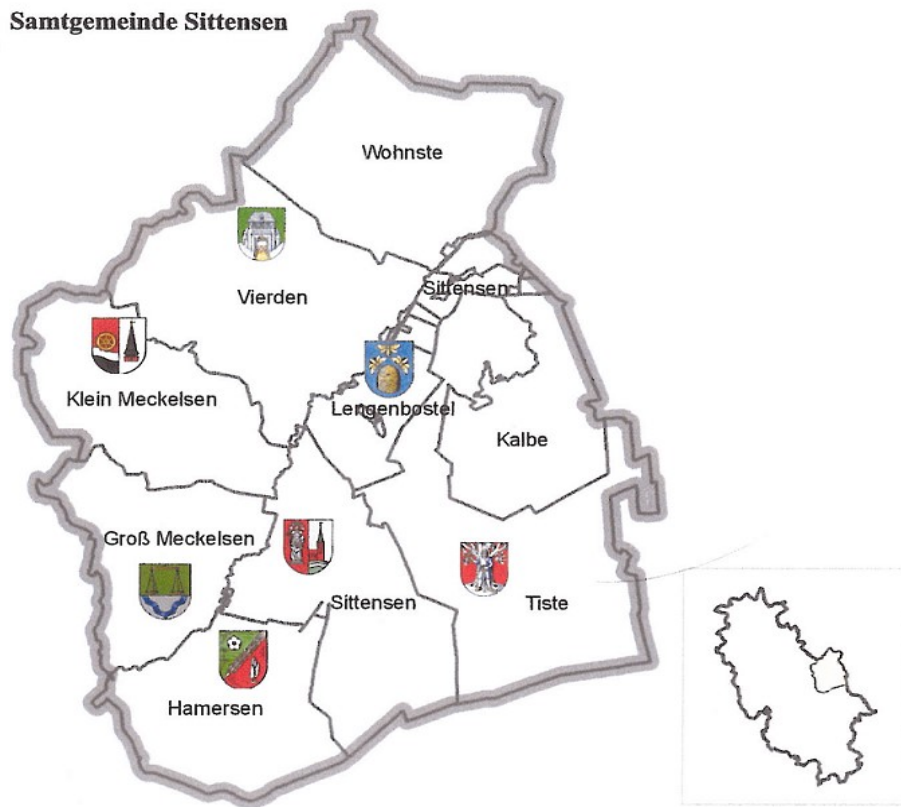 Samtgemeinde Sittensen
Wohnste
Vierden
Sittensen
Klein Meckelsen
Lengenbostel
Kalbe
Groß Meckelsen
Sittensen
Tiste
Hamersen